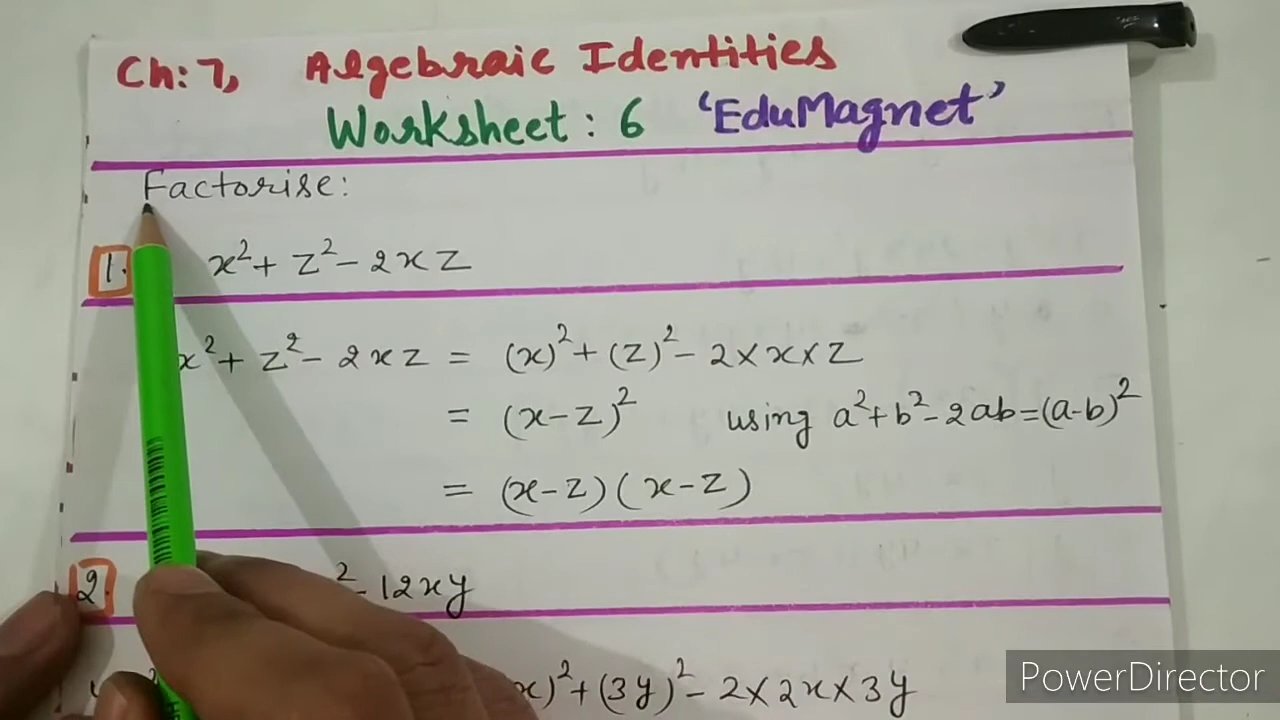 Ch: 7, Algebraic Identities
Worksheet: 6 'EduMagnet'
Factorise:
1. x²+ z²- 2xz
x²+ z²- 2xz = (x)²+(z)²- 2×x×z
= (x-z)² using a²+b²-2ab=(a-b)²
= (x-z)(x-z)
2. ²- 12xy
x)²+(3y)²- 2×2x×3y
PowerDirector